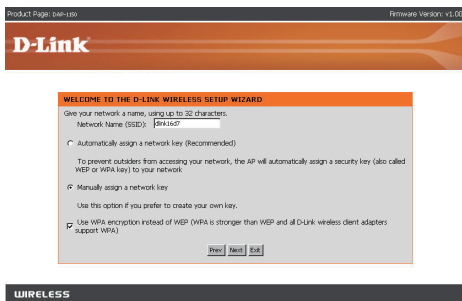 Product Page: DAP-1150 Firmware Version: v1.00
D-Link
WELCOME TO THE D-LINK WIRELESS SETUP WIZARD
Give your network a name, using up to 32 characters.
Network Name (SSID): dlink16d7
Automatically assign a network key (Recommended)
To prevent outsiders from accessing your network, the AP will automatically assign a security key (also called
WEP or WPA key) to your network
Manually assign a network key
Use this option if you prefer to create your own key.
Use WPA encryption instead of WEP (WPA is stronger than WEP and all D-Link wireless client adapters
support WPA)
Prev Next Exit
WIRELESS